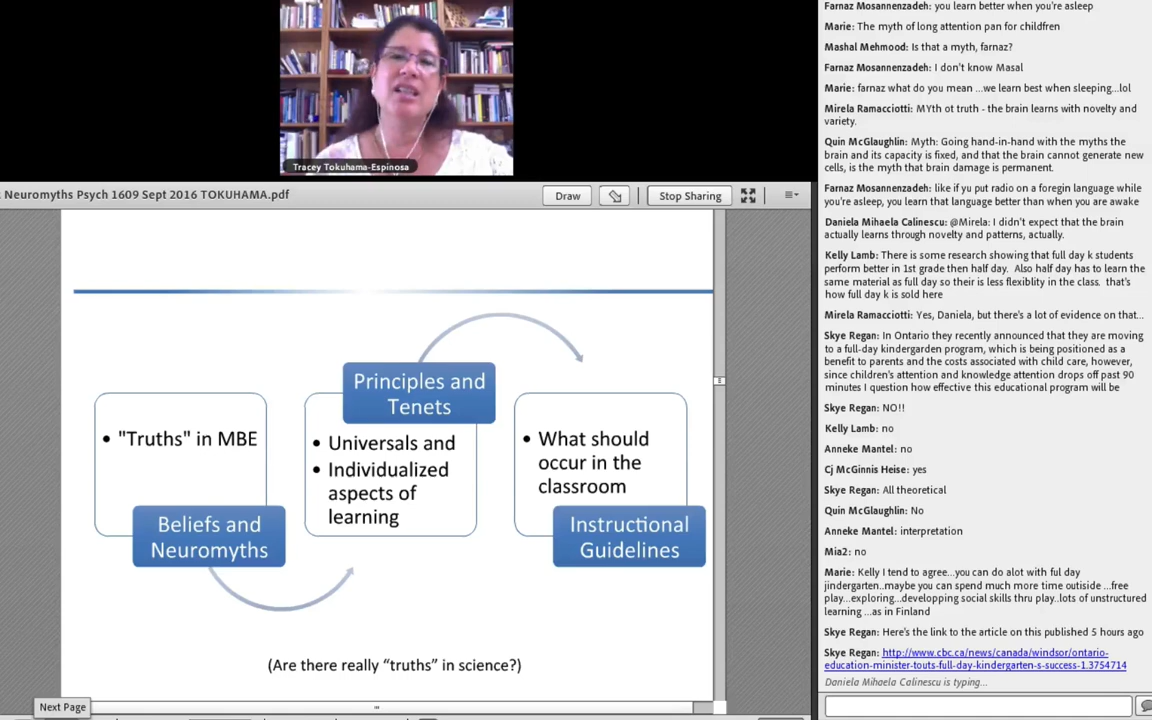 Tracey Tokuhama-Espinosa
Neuromyths Psych 1609 Sept 2016 TOKUHAMA.pdf
Draw
Stop Sharing
Principles and
Tenets
• "Truths" in MBE
Beliefs and
Neuromyths
• Universals and
• Individualized
aspects of
learning
• What should
occur in the
classroom
Instructional
Guidelines
(Are there really “truths” in science?)
Next Page
Farnaz Mosannenzadeh: you learn better when you're asleep
Marie: The myth of long attention pan for childfren
Mashal Mehmood: Is that a myth, farnaz?
Farnaz Mosannenzadeh: I don't know Masal
Marie: farnaz what do you mean ...we learn best when sleeping...lol
Mirela Ramacciotti: MYth ot truth - the brain learns with novelty and
variety.
Quin McGlaughlin: Myth: Going hand-in-hand with the myths the
brain and its capacity is fixed, and that the brain cannot generate new
cells, is the myth that brain damage is permanent.
Farnaz Mosannenzadeh: like if yu put radio on a foregin language while
you're asleep, you learn that language better than when you are awake
Daniela Mihaela Calinescu: @Mirela: I didn't expect that the brain
actually learns through novelty and patterns, actually.
Kelly Lamb: There is some research showing that full day k students
perform better in 1st grade then half day. Also half day has to learn the
same material as full day so their is less flexiblity in the class. that's
how full day k is sold here
Mirela Ramacciotti: Yes, Daniela, but there's a lot of evidence on that...
Skye Regan: In Ontario they recently announced that they are moving
to a full-day kindergarden program, which is being positioned as a
benefit to parents and the costs associated with child care, however,
since children's attention and knowledge attention drops off past 90
minutes I question how effective this educational program will be
Skye Regan: NO!!
Kelly Lamb: no
Anneke Mantel: no
Cj McGinnis Heise: yes
Skye Regan: All theoretical
Quin McGlaughlin: No
Anneke Mantel: interpretation
Mia2: no
Marie: Kelly I tend to agree...you can do alot with ful day
jindergarten..maybe you can spend much more time outiside ...free
play...exploring...developping social skills thru play..lots of unstructured
learning ...as in Finland
Skye Regan: Here's the link to the article on this published 5 hours ago
Skye Regan: http://www.cbc.ca/news/canada/windsor/ontario-
education-minister-touts-full-day-kindergarten-s-success-1.3754714
Daniela Mihaela Calinescu is typing...